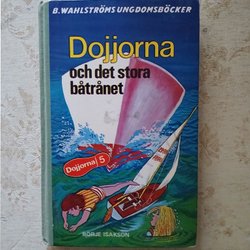 B.WAHLSTRÖMS UNGDOMSBÖCKER
Dojjorna
och det stora
båtrånet
Dojjorna 5
BÖRJE ISAKSON